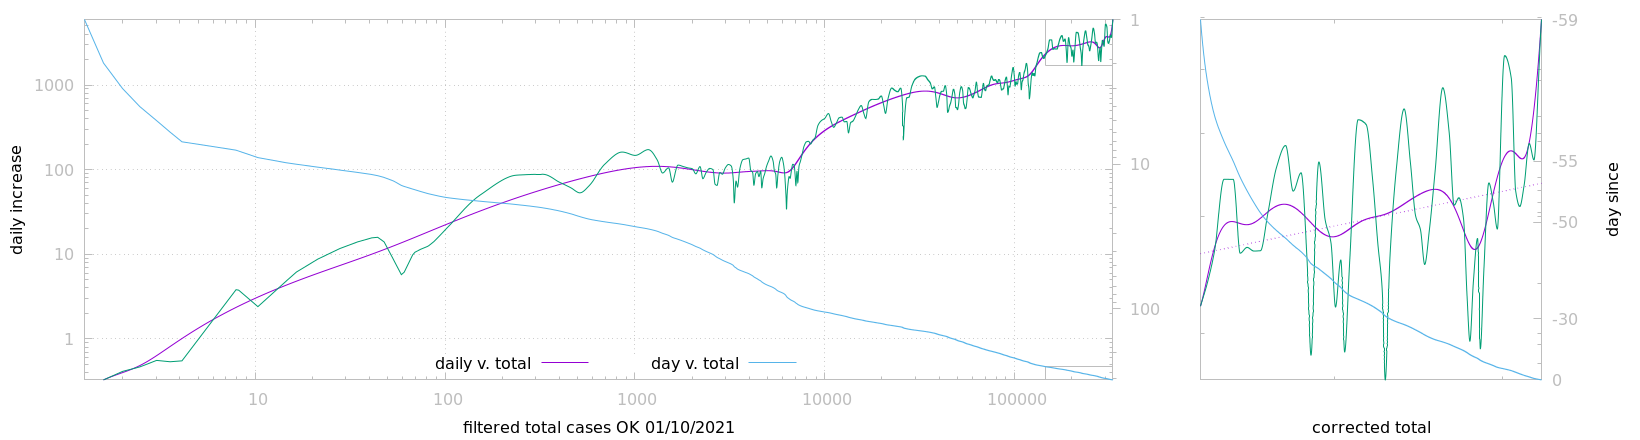 daily increase
1000
100
10
1
10
100
1000
10000
100000
1
10
100
daily v. total
day v. total
filtered total cases OK 01/10/2021
-59
-55
-50
-30
0
day since
corrected total